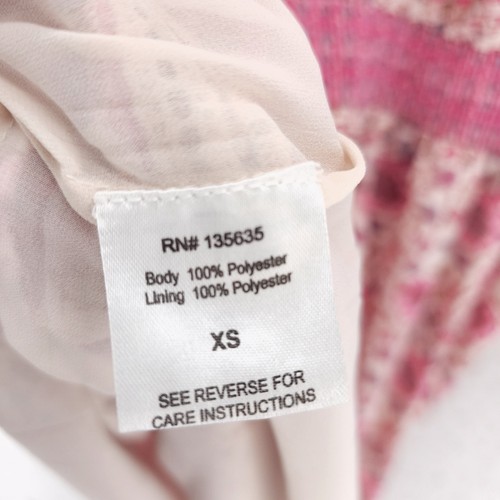 RN# 135635
Body 100% Polyester
Lining 100% Polyester
XS
SEE REVERSE FOR
CARE INSTRUCTIONS